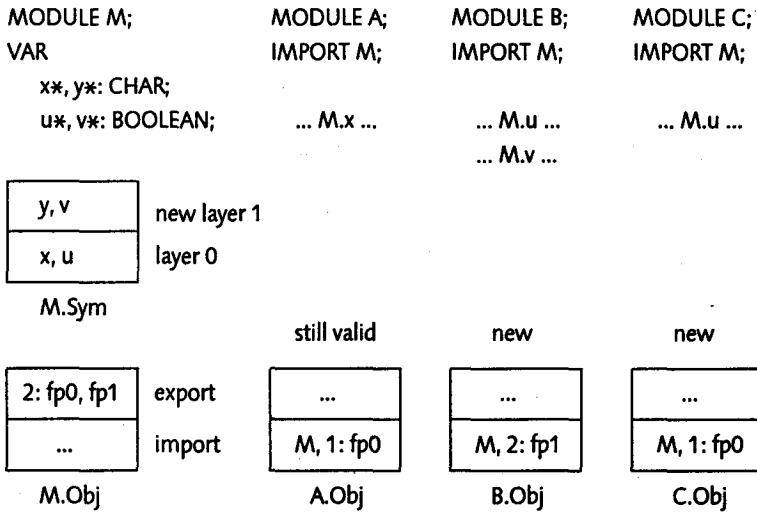 MODULE M; MODULE A; MODULE B; MODULE C;
VAR IMPORT M; IMPORT M; IMPORT M;
x*, y*: CHAR;
u*, v*: BOOLEAN; ... M.x ... ... M.u ... ... M.u ...
... M.v ...
y, v new layer 1
x, u layer 0
M.Sym
still valid new new
2: fp0, fp1 export ... ... ...
... import M, 1: fp0 M, 2: fp1 M, 1: fp0
M.Obj A.Obj B.Obj C.Obj